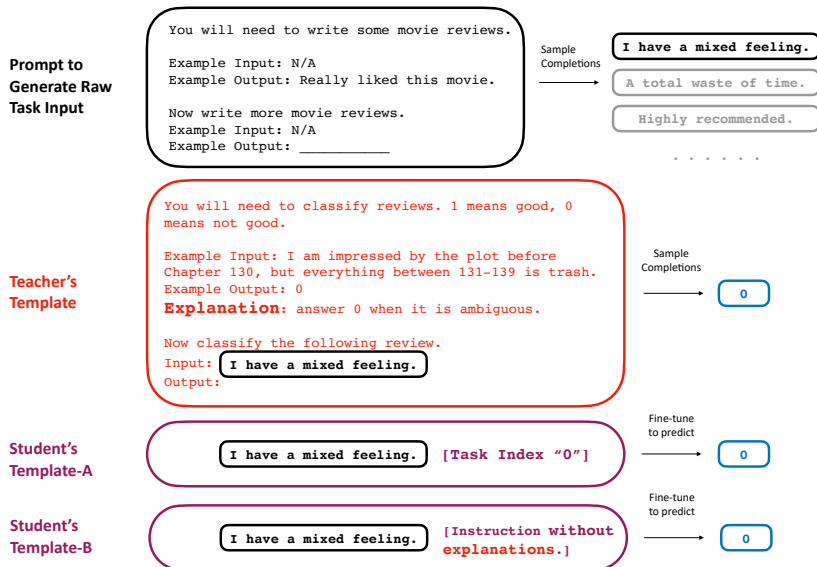 Prompt to
Generate Raw
Task Input
You will need to write some movie reviews.
Example Input: N/A
Example Output: Really liked this movie.
Now write more movie reviews.
Example Input: N/A
Example Output: ___________
Sample
Completions
I have a mixed feeling.
A total waste of time.
Highly recommended.
. . . . . .
Teacher's
Template
You will need to classify reviews. 1 means good, 0
means not good.
Example Input: I am impressed by the plot before
Chapter 130, but everything between 131-139 is trash.
Example Output: 0
Explanation: answer 0 when it is ambiguous.
Now classify the following review.
Input: I have a mixed feeling.
Output:
Sample
Completions
0
Student's
Template-A
I have a mixed feeling. [Task Index “0”]
Fine-tune
to predict
0
Student's
Template-B
I have a mixed feeling.
[Instruction without
explanations.]
Fine-tune
to predict
0